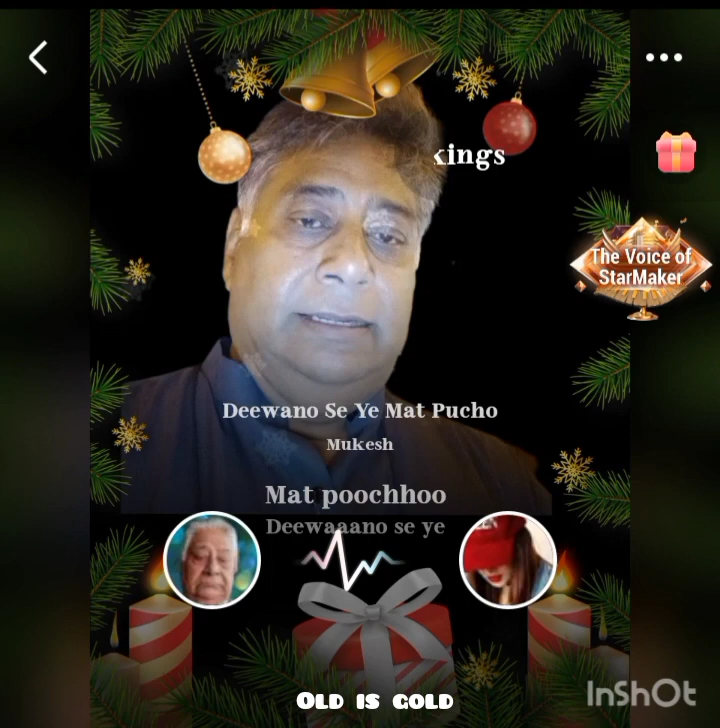 kings
The Voice of
StarMaker
Deewano Se Ye Mat Pucho
Mukesh
Mat poochhoo
Deewaaano se ye
Old is gold
InShOt